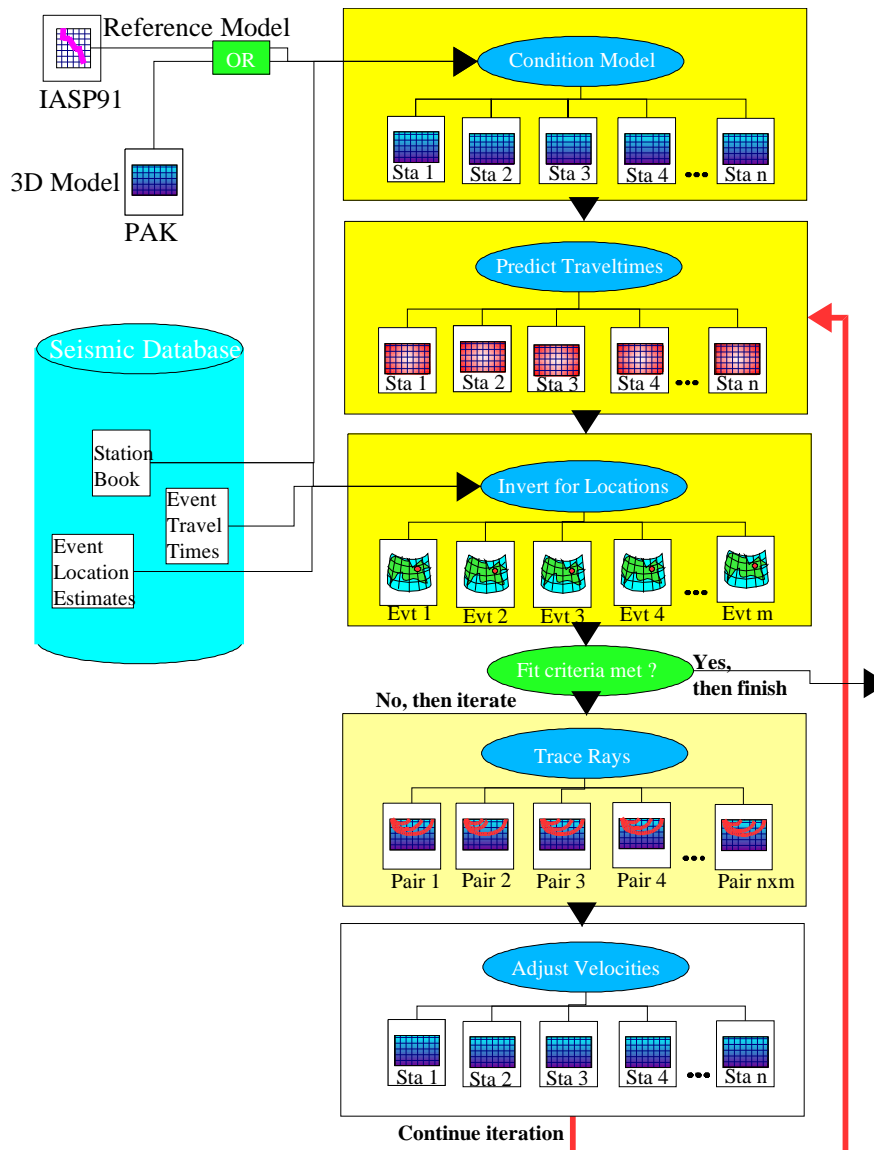 Reference Model
OR
IASP91
3D Model
PAK
Condition Model
Sta 1
Sta 2
Sta 3
Sta 4
Sta n
Predict Traveltimes
Sta 1
Sta 2
Sta 3
Sta 4
Sta n
Seismic Database
Station
Book
Event
Travel
Times
Event
Location
Estimates
Invert for Locations
Evt 1
Evt 2
Evt 3
Evt 4
Evt m
Fit criteria met ?
Yes,
then finish
No, then iterate
Trace Rays
Pair 1
Pair 2
Pair 3
Pair 4
Pair nxm
Adjust Velocities
Sta 1
Sta 2
Sta 3
Sta 4
Sta n
Continue iteration